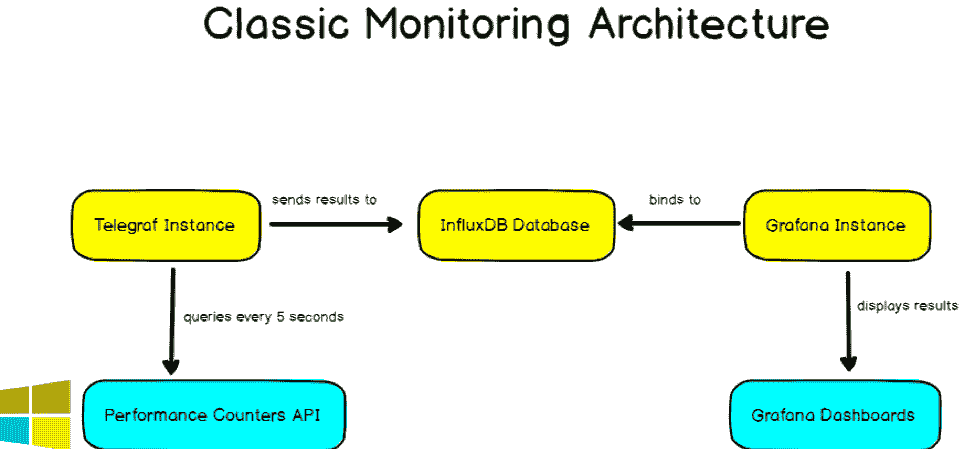 Classic Monitoring Architecture
sends results to
binds to
Telegraf Instance
InfluxDB Database
Grafana Instance
queries every 5 seconds
displays results
Performance Counters API
Grafana Dashboards